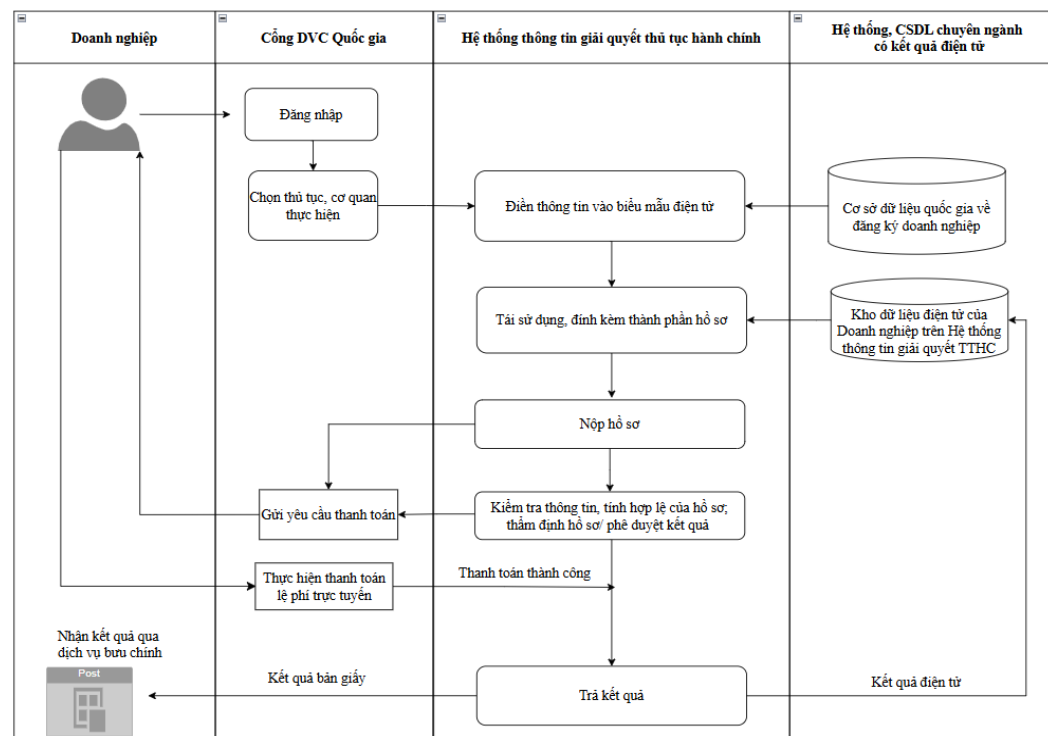 Doanh nghiệp
Cổng DVC Quốc gia
Hệ thống thông tin giải quyết thủ tục hành chính
Hệ thống, CSDL chuyên ngành
có kết quả điện tử
Đăng nhập
Chọn thủ tục, cơ quan
thực hiện
Điền thông tin vào biểu mẫu điện tử
Cơ sở dữ liệu quốc gia về
đăng ký doanh nghiệp
Tái sử dụng, đính kèm thành phần hồ sơ
Kho dữ liệu điện tử của
Doanh nghiệp trên Hệ thống
thông tin giải quyết TTHC
Nộp hồ sơ
Gửi yêu cầu thanh toán
Kiểm tra thông tin, tính hợp lệ của hồ sơ;
thẩm định hồ sơ/ phê duyệt kết quả
Thực hiện thanh toán
lệ phí trực tuyến
Thanh toán thành công
Nhận kết quả qua
dịch vụ bưu chính
Post
Kết quả bản giấy
Trả kết quả
Kết quả điện tử